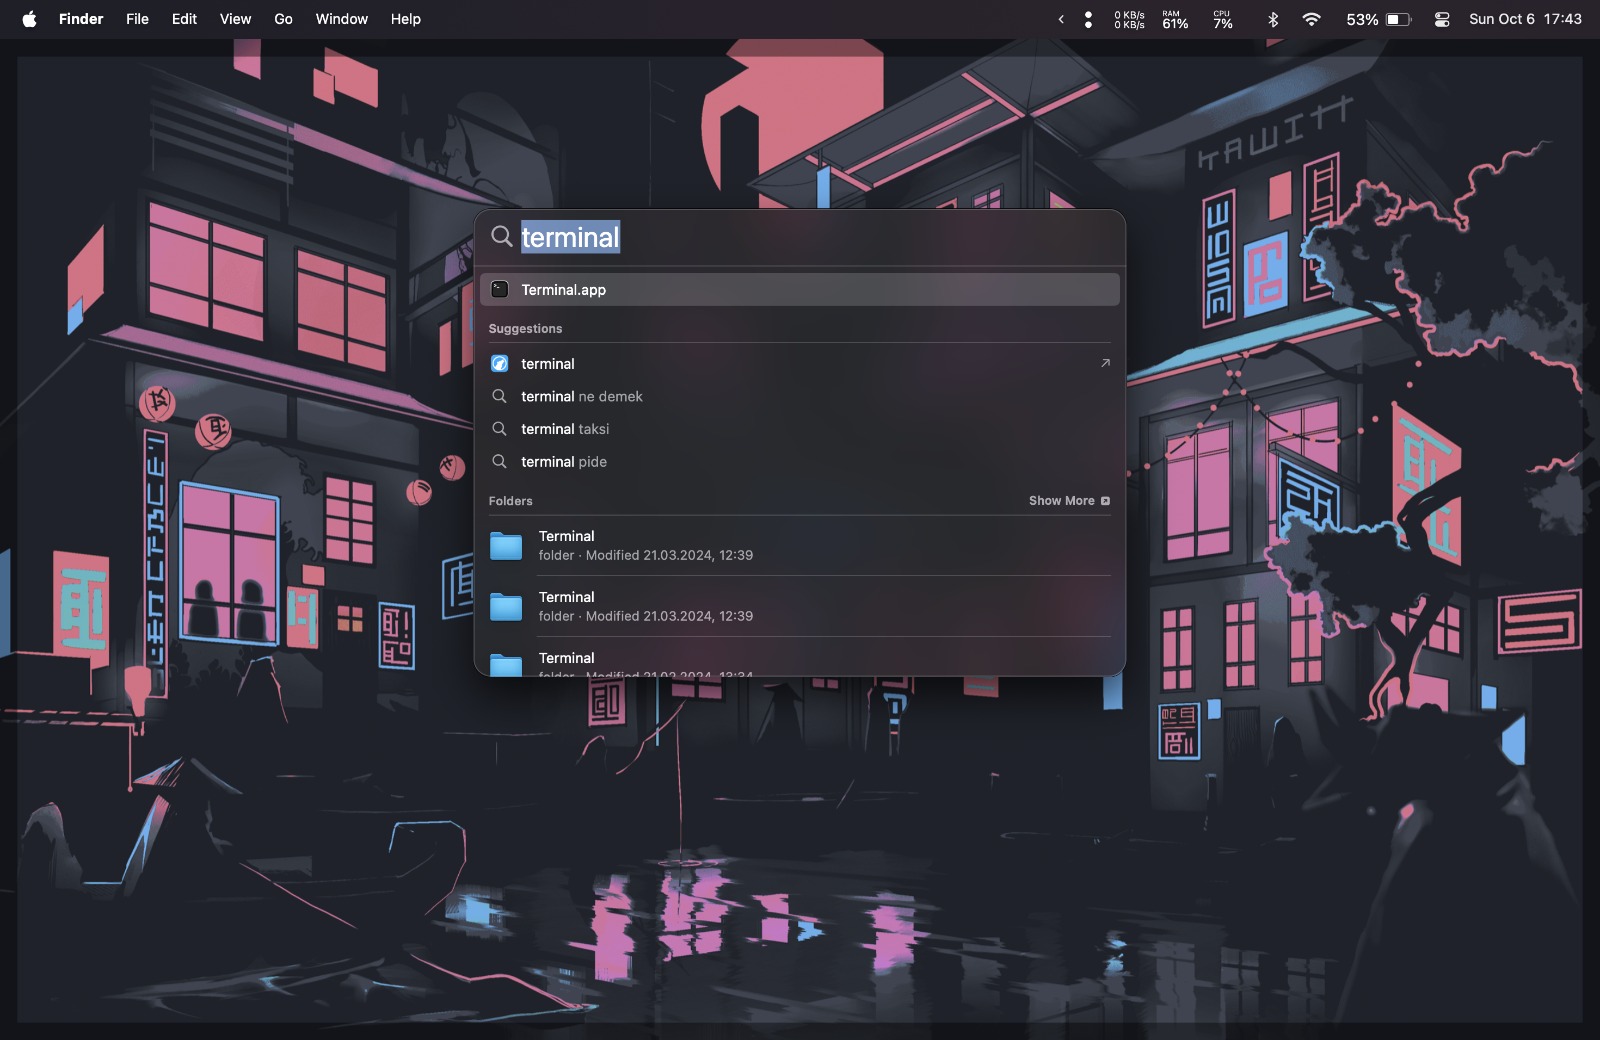 Finder File Edit View Go Window Help
0 KB/s
0 KB/s
RAM
61%
CPU
7%
53%
Sun Oct 6 17:43
KAWITT
terminal
Terminal.app
Suggestions
terminal
terminal ne demek
terminal taksi
terminal pide
Folders Show More
Terminal
folder · Modified 21.03.2024, 12:39
Terminal
folder · Modified 21.03.2024, 12:39
Terminal